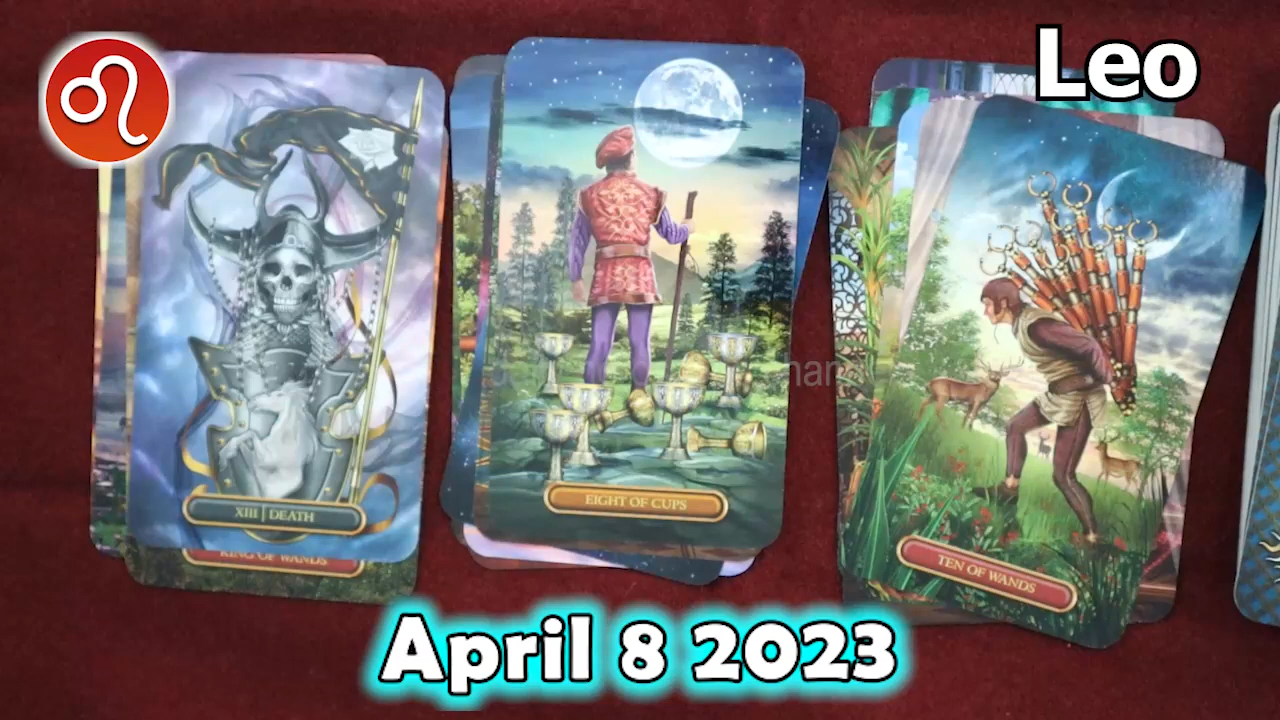 Leo
XIII | DEATH
KING OF WANDS
EIGHT OF CUPS
TEN OF WANDS
April 8 2023